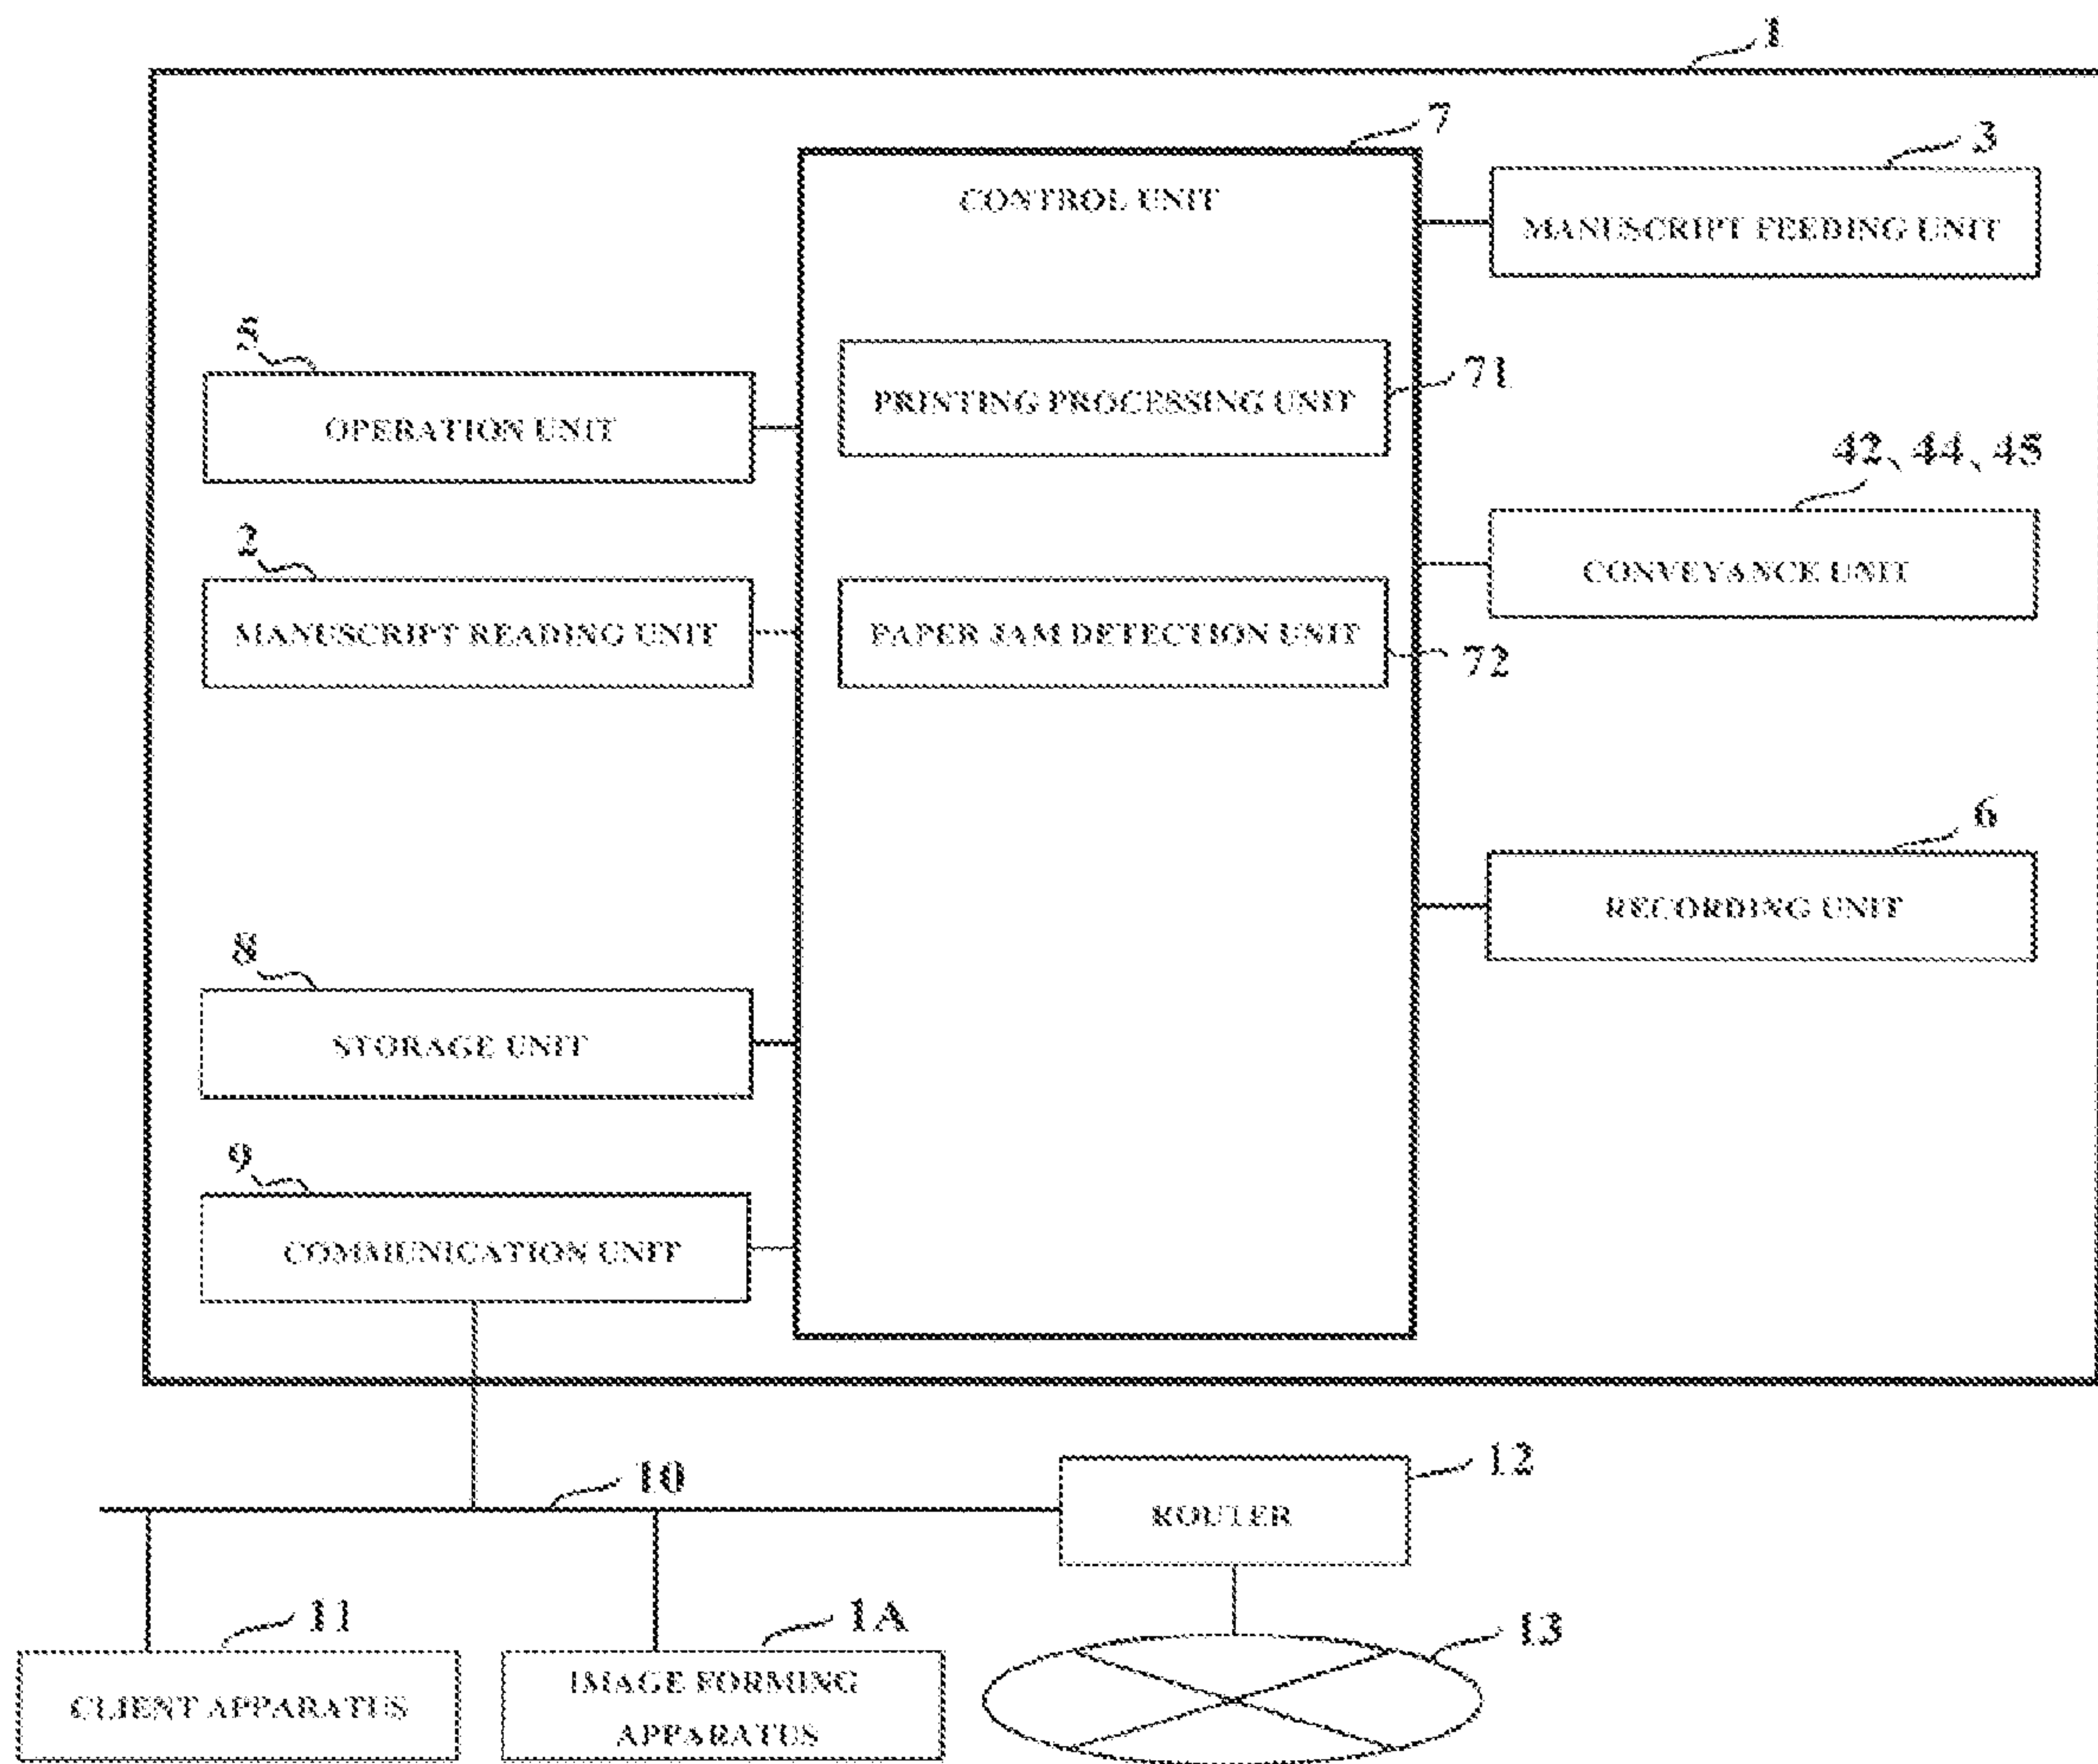 1
7
3
CONTROL UNIT
MANUSCRIPT FEEDING UNIT
5
71
PRINTING PROCESSING UNIT
OPERATION UNIT
42、44、45
2
CONVEYANCE UNIT
MANUSCRIPT READING UNIT
PAPER JAM DETECTION UNIT
72
6
RECORDING UNIT
8
STORAGE UNIT
9
COMMUNICATION UNIT
10
12
ROUTER
11
1A
13
CLIENT APPARATUS
IMAGE FORMING
APPARATUS